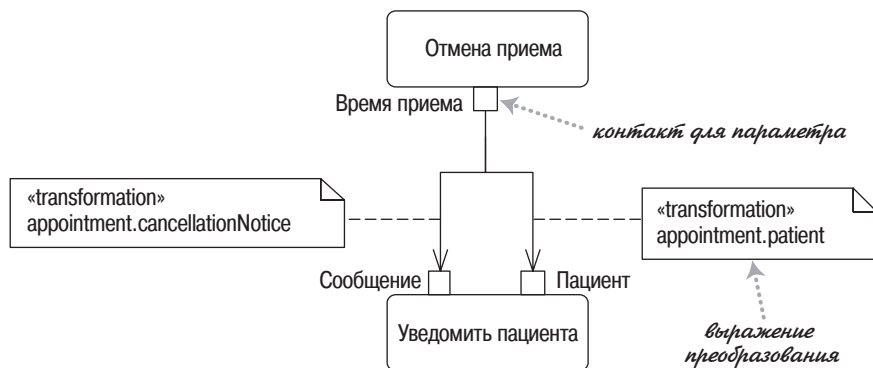 Отмена приема
Время приема
контакт для параметра
«transformation»
appointment.cancellationNotice
«transformation»
appointment.patient
Сообщение
Пациент
Уведомить пациента
выражение
преобразования